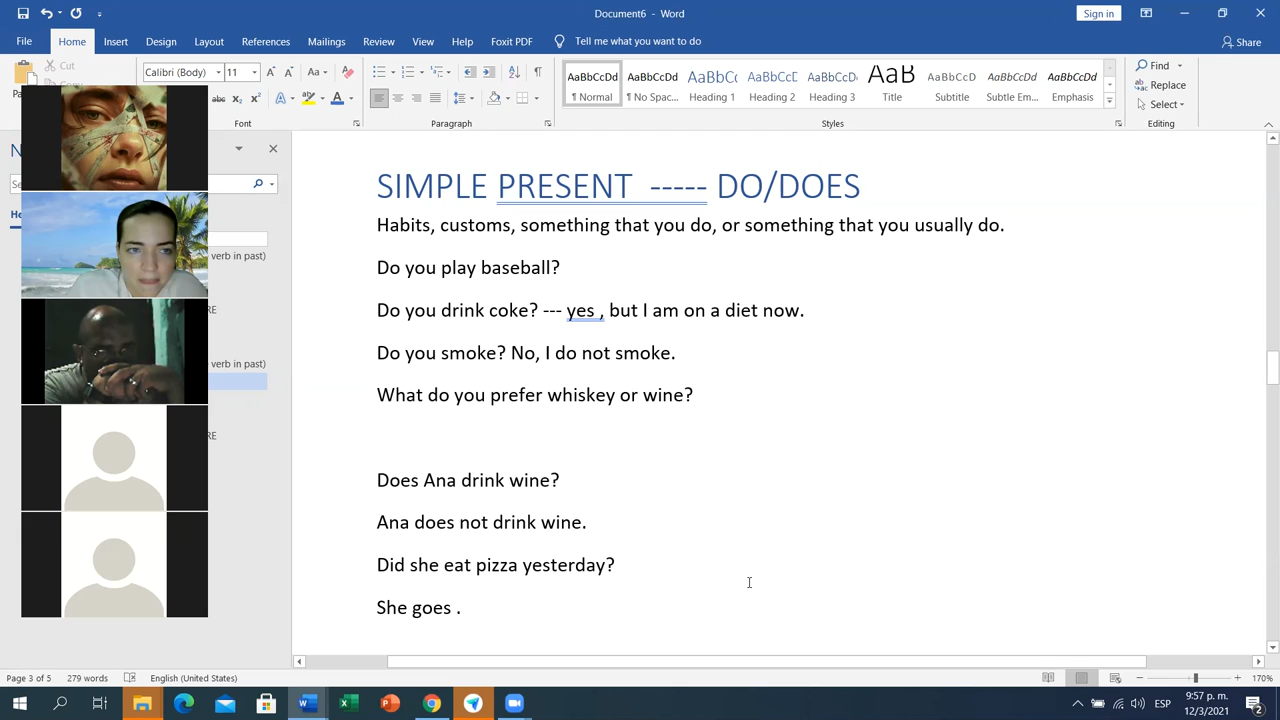 Document6 - Word
Sign in
File Home Insert Design Layout References Mailings Review View Help Foxit PDF Tell me what you want to do Share
Cut
Calibri (Body) 11
Find
Replace
Select
AaBbCcDd AaBbCcDd AaBbCc AaBbCcD AaBbCcDd AaB AaBbCcD AaBbCcDd AaBbCcDd
¶ Normal ¶ No Spac... Heading 1 Heading 2 Heading 3 Title Subtitle Subtle Em... Emphasis
Font Paragraph Styles Editing
SIMPLE PRESENT ----- DO/DOES
Habits, customs, something that you do, or something that you usually do.
verb in past)
Do you play baseball?
Do you drink coke? --- yes , but I am on a diet now.
Do you smoke? No, I do not smoke.
verb in past)
What do you prefer whiskey or wine?
Does Ana drink wine?
Ana does not drink wine.
Did she eat pizza yesterday?
She goes .
Page 3 of 5 279 words English (United States) 170%
ESP
9:57 p. m.
12/3/2021
2